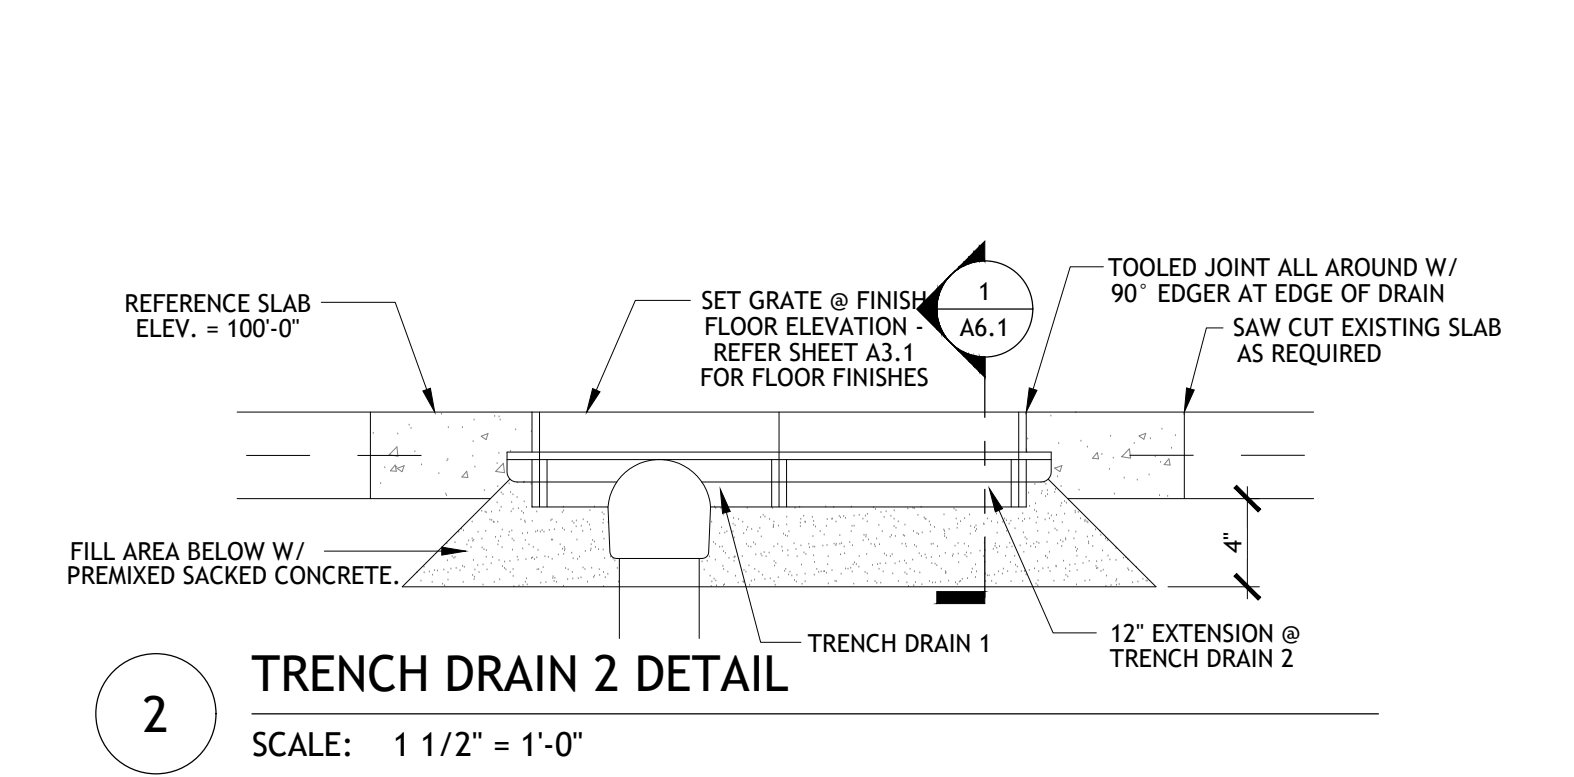 REFERENCE SLAB
ELEV. = 100'-0"
SET GRATE @ FINISH
FLOOR ELEVATION -
REFER SHEET A3.1
FOR FLOOR FINISHES
1
A6.1
TOOLED JOINT ALL AROUND W/
90° EDGER AT EDGE OF DRAIN
SAW CUT EXISTING SLAB
AS REQUIRED
FILL AREA BELOW W/
PREMIXED SACKED CONCRETE.
4"
TRENCH DRAIN 1
12" EXTENSION @
TRENCH DRAIN 2
2
TRENCH DRAIN 2 DETAIL
SCALE: 1 1/2" = 1'-0"